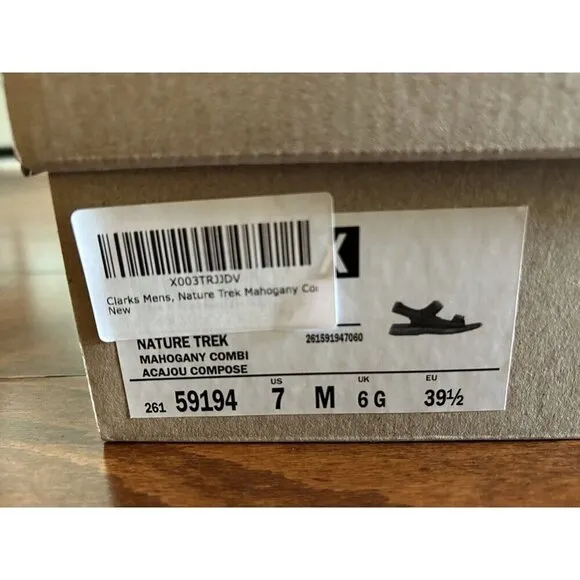 X003TRJJDV
Clarks Mens, Nature Trek Mahogany
New
NATURE TREK 261591947060
MAHOGANY COMBI
ACAJOU COMPOSE
US UK EU
261 59194 7 M 6 G 39½